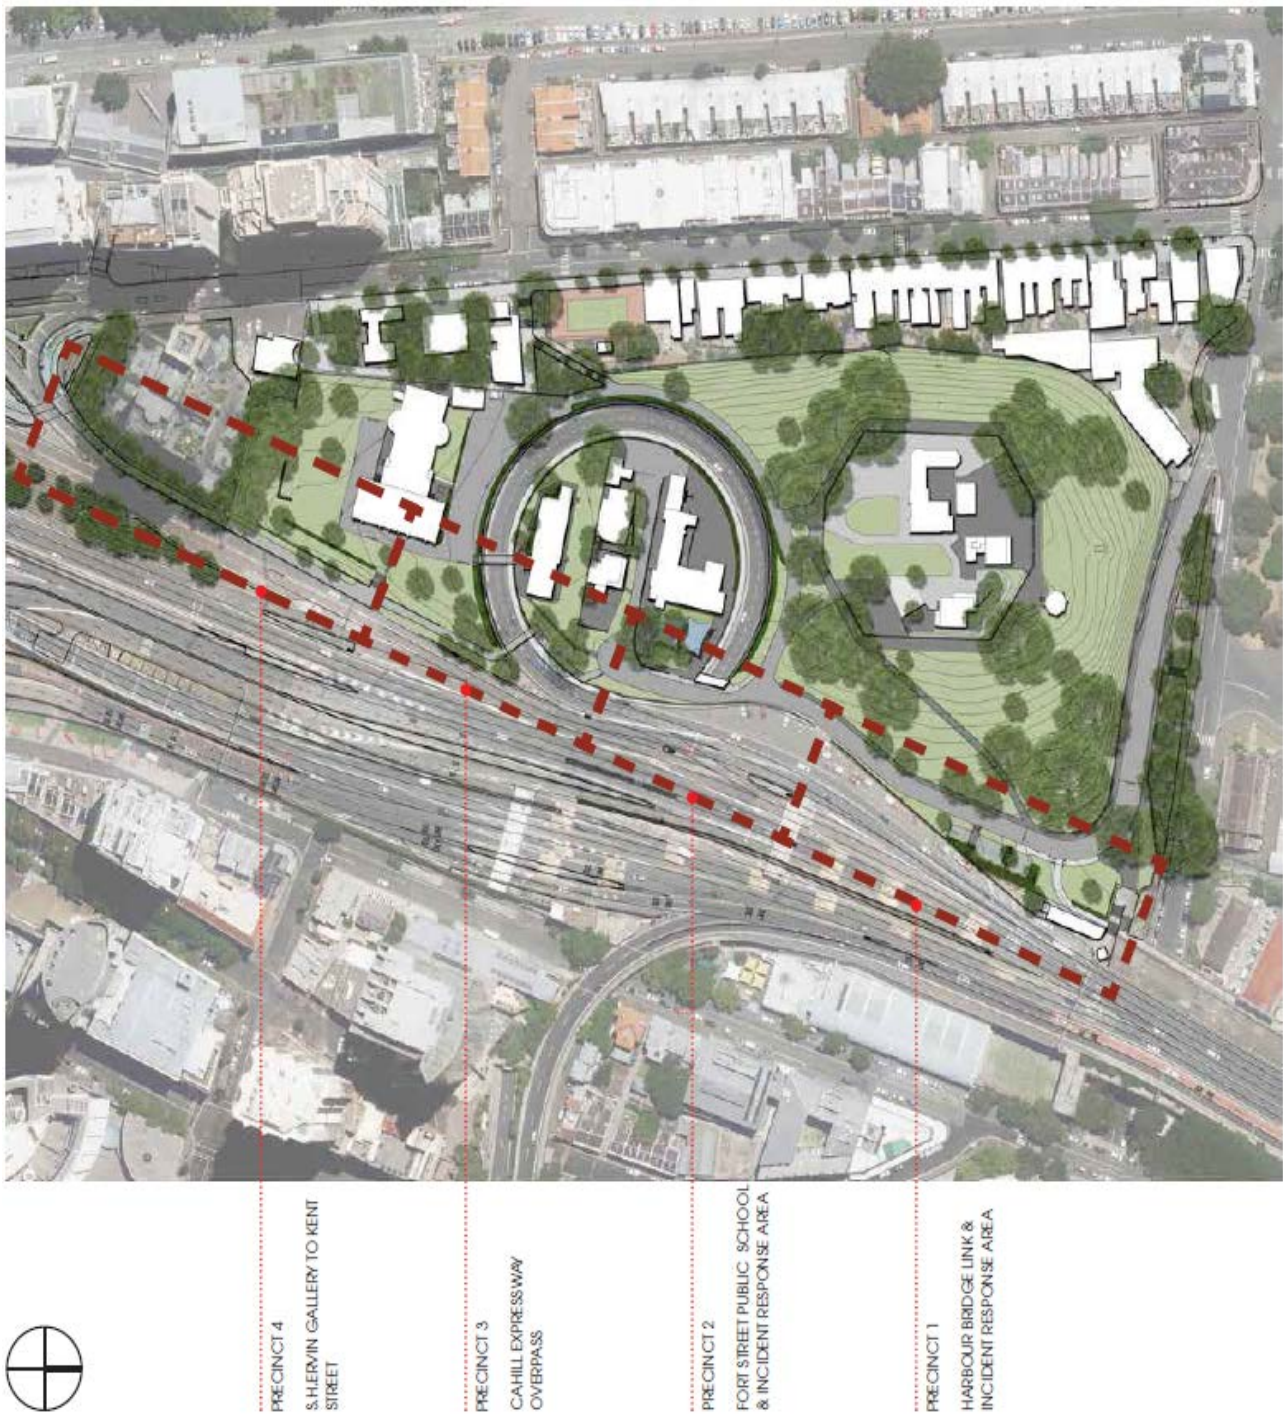 PRECINCT 4
S.H.ERVIN GALLERY TO KENT
STREET
PRECINCT 3
CAHILL EXPRESSWAY
OVERPASS
PRECINCT 2
FORT STREET PUBLIC SCHOOL
& INCIDENT RESPONSE AREA
PRECINCT 1
HARBOUR BRIDGE LINK &
INCIDENT RESPONSE AREA